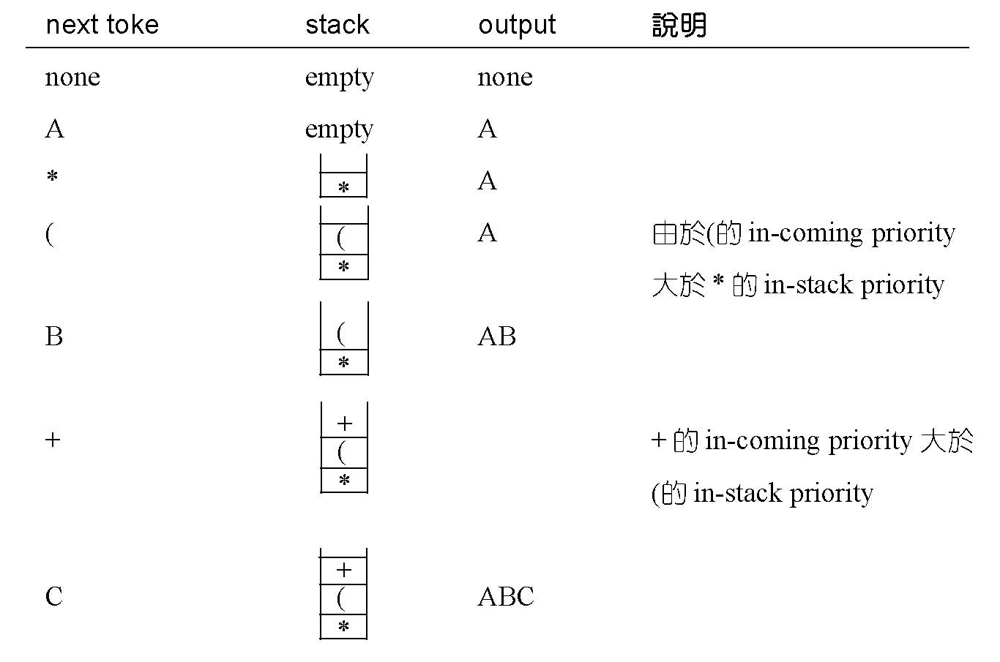 next toke stack output 說明
none empty none
A empty A
* * A
( ( A 由於(的 in-coming priority
* 大於 * 的 in-stack priority
B ( AB
*
+
+ ( + 的 in-coming priority 大於
* (的 in-stack priority
+
C ( ABC
*